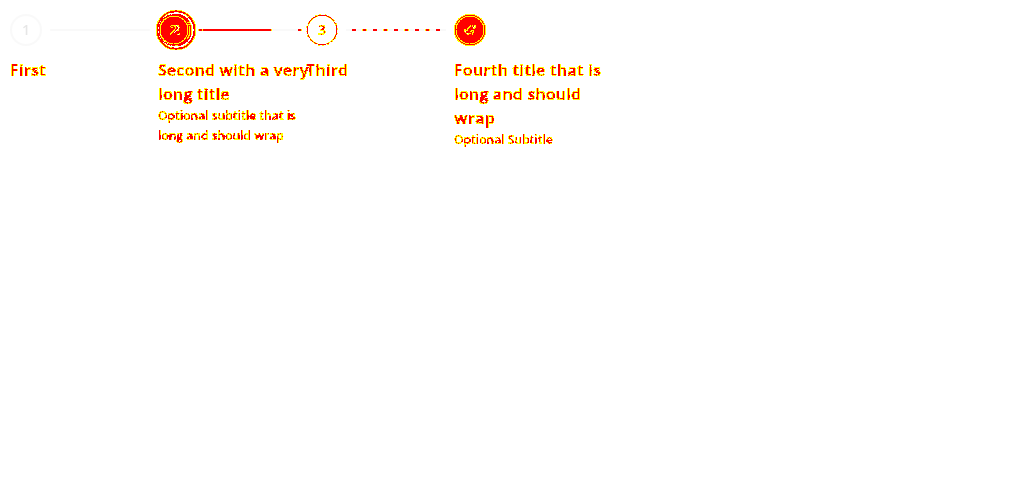 1
2
3
4
First
Second with a very
long title
Optional subtitle that is
long and should wrap
Third
Fourth title that is
long and should
wrap
Optional Subtitle